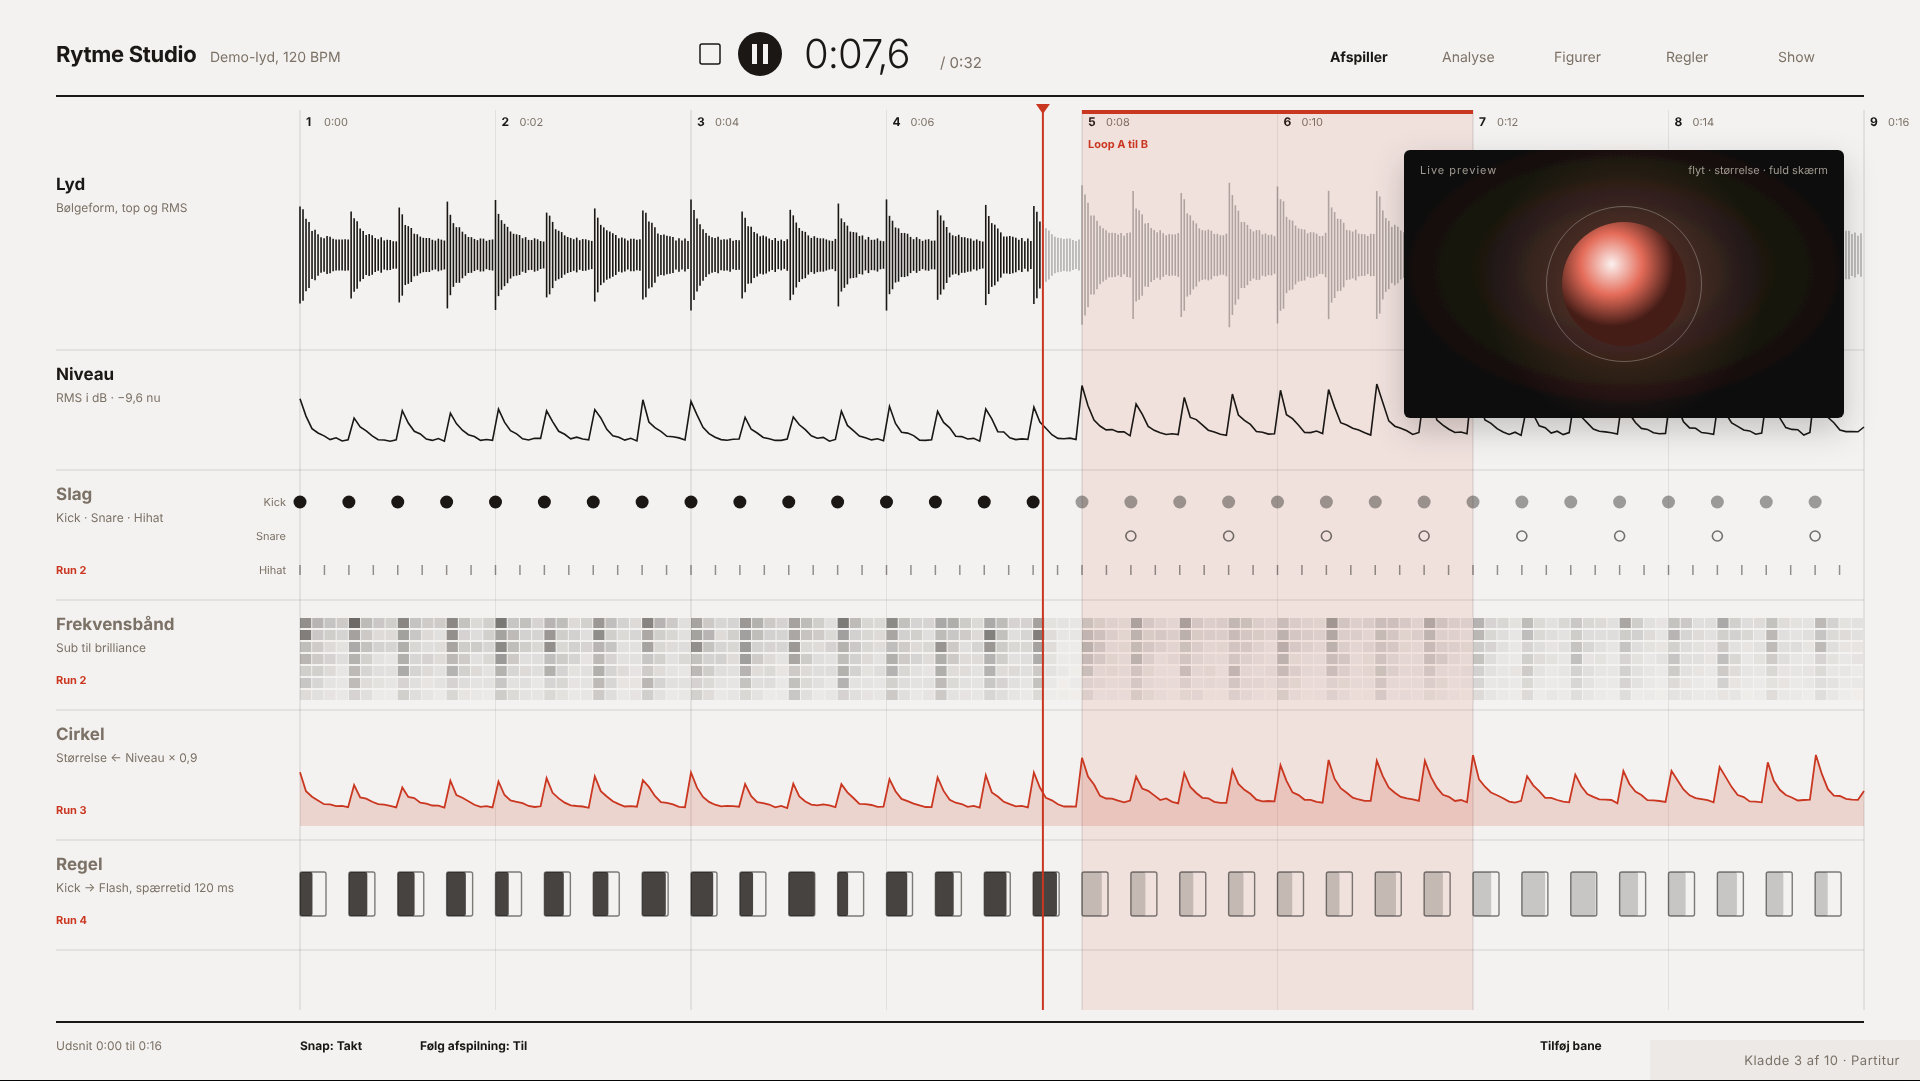 Rytme Studio Demo-lyd, 120 BPM 0:07,6 / 0:32 Afspiller Analyse Figurer Regler Show
1 0:00 2 0:02 3 0:04 4 0:06 5 0:08 6 0:10 7 0:12 8 0:14 9 0:16
Loop A til B
Live preview flyt · størrelse · fuld skærm
Lyd
Bølgeform, top og RMS
Niveau
RMS i dB · −9,6 nu
Slag
Kick · Snare · Hihat
Run 2
Kick
Snare
Hihat
Frekvensbånd
Sub til brilliance
Run 2
Cirkel
Størrelse ← Niveau × 0,9
Run 3
Regel
Kick → Flash, spærretid 120 ms
Run 4
Udsnit 0:00 til 0:16 Snap: Takt Følg afspilning: Til Tilføj bane
Kladde 3 af 10 · Partitur